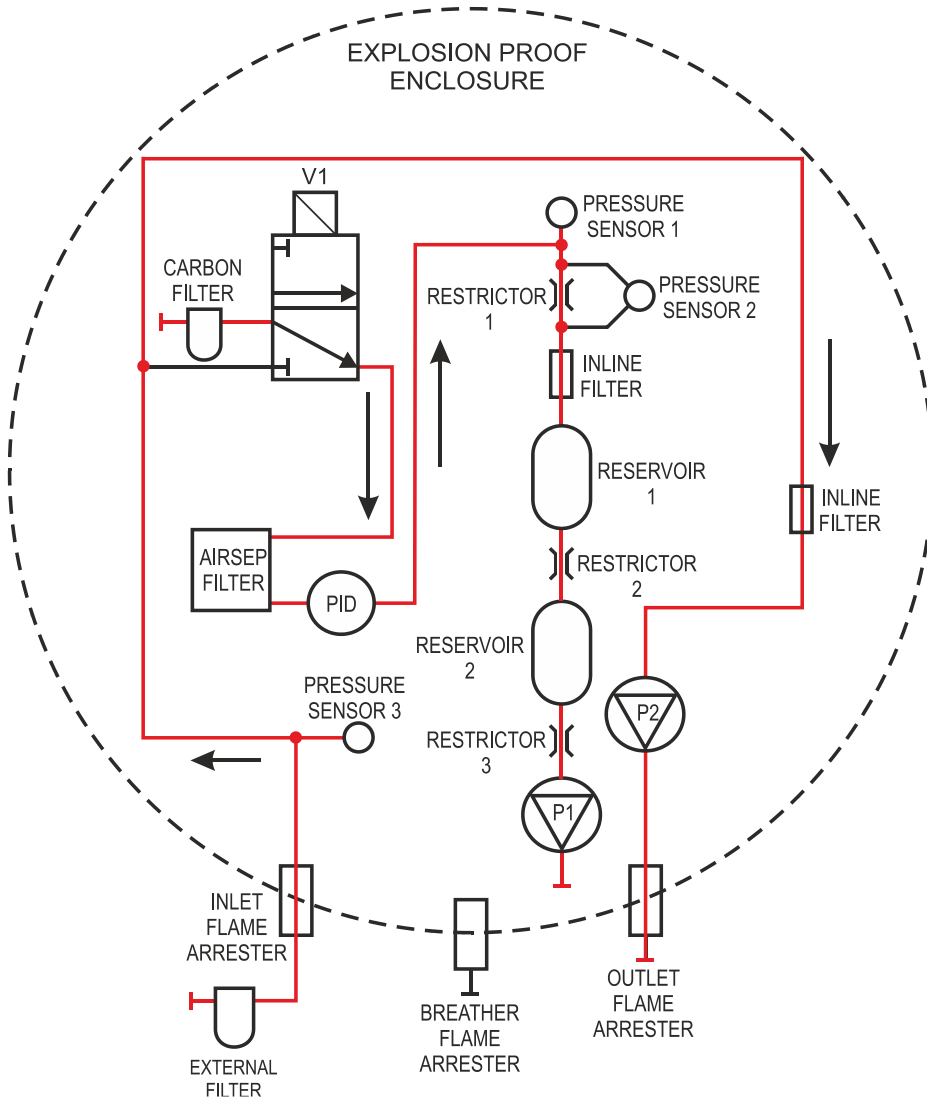 EXPLOSION PROOF
ENCLOSURE
V1
PRESSURE
SENSOR 1
CARBON
FILTER
RESTRICTOR
1
PRESSURE
SENSOR 2
INLINE
FILTER
RESERVOIR
1
INLINE
FILTER
AIRSEP
FILTER
PID
RESTRICTOR
2
RESERVOIR
2
PRESSURE
SENSOR 3
P2
RESTRICTOR
3
P1
INLET
FLAME
ARRESTER
OUTLET
FLAME
ARRESTER
BREATHER
FLAME
ARRESTER
EXTERNAL
FILTER